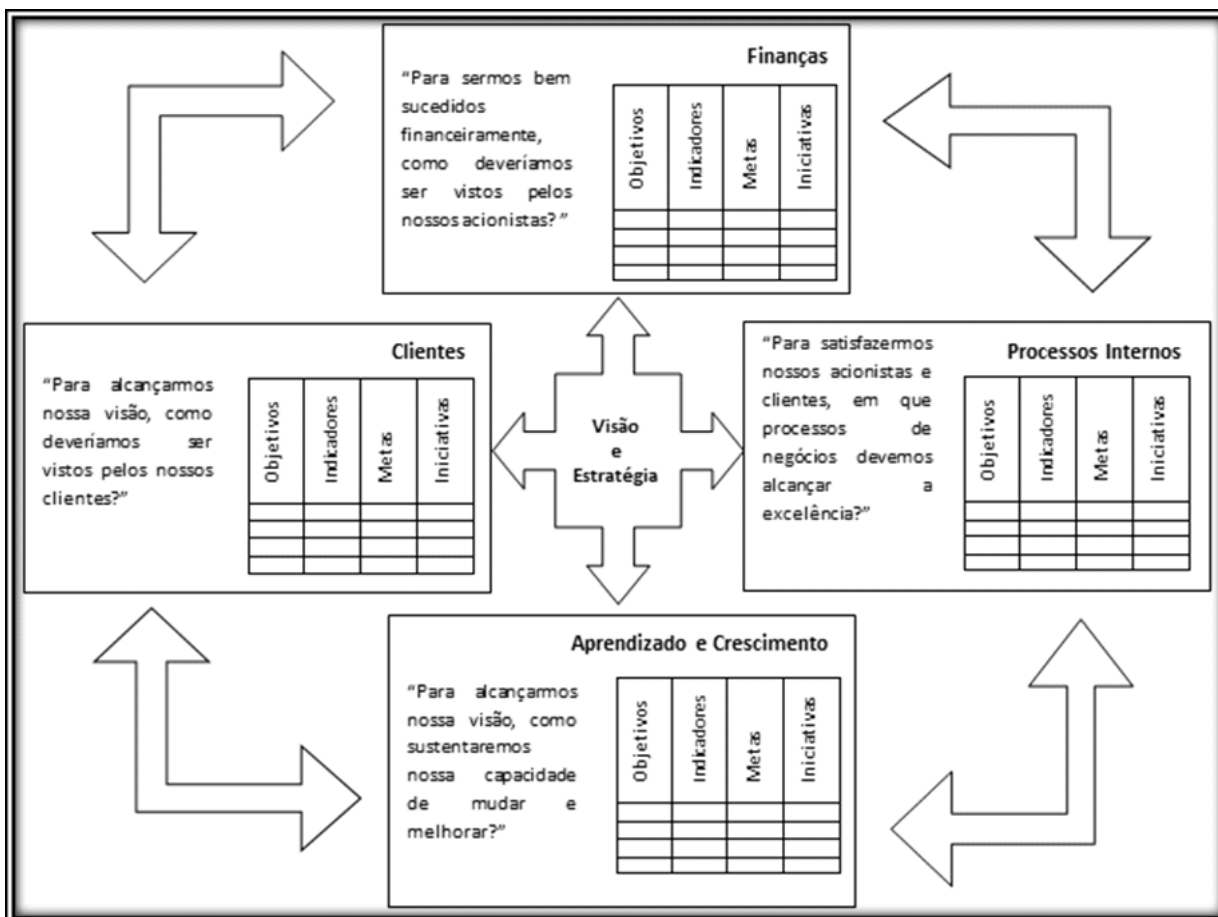 Finanças
“Para sermos bem
sucedidos
financeiramente,
como deveríamos
ser vistos pelos
nossos acionistas?”
Objetivos
Indicadores
Metas
Iniciativas
Clientes
“Para alcançarmos
nossa visão, como
deveríamos ser
vistos pelos nossos
clientes?”
Objetivos
Indicadores
Metas
Iniciativas
Visão
e
Estratégia
Processos Internos
“Para satisfazermos
nossos acionistas e
clientes, em que
processos de
negócios devemos
alcançar a
excelência?”
Objetivos
Indicadores
Metas
Iniciativas
Aprendizado e Crescimento
“Para alcançarmos
nossa visão, como
sustentaremos
nossa capacidade
de mudar e
melhorar?”
Objetivos
Indicadores
Metas
Iniciativas